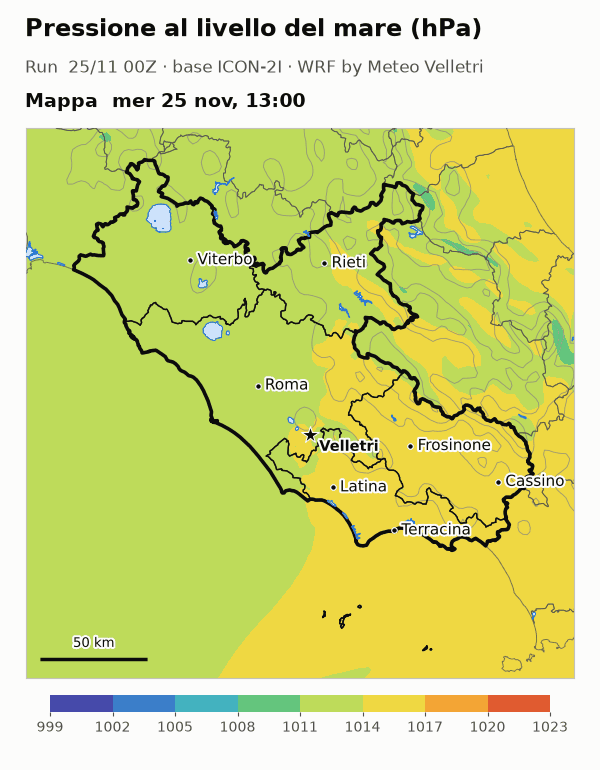 Pressione al livello del mare (hPa)
Run  25/11 00Z · base ICON-2I · WRF by Meteo Velletri
Mappa  mer 25 nov, 13:00
Viterbo
Rieti
Roma
Velletri
Frosinone
Cassino
Latina
Terracina
50 km
999 1002 1005 1008 1011 1014 1017 1020 1023